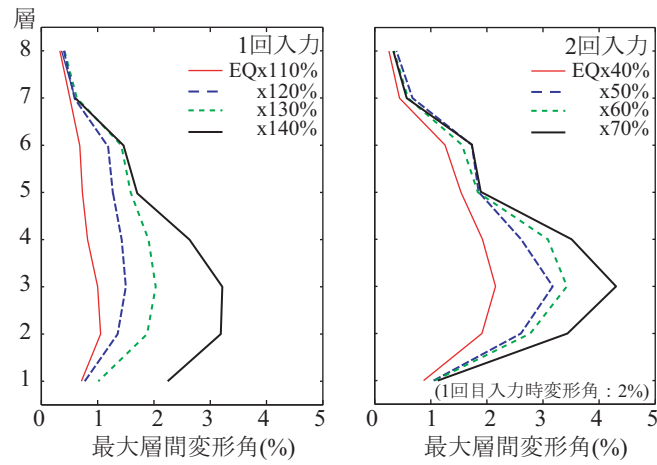 層
1回入力
EQx110%
x120%
x130%
x140%
8
7
6
5
4
3
2
1
0 1 2 3 4 5
最大層間変形角(%)
2回入力
EQx40%
x50%
x60%
x70%
(1回目入力時変形角：2%)
0 1 2 3 4 5
最大層間変形角(%)